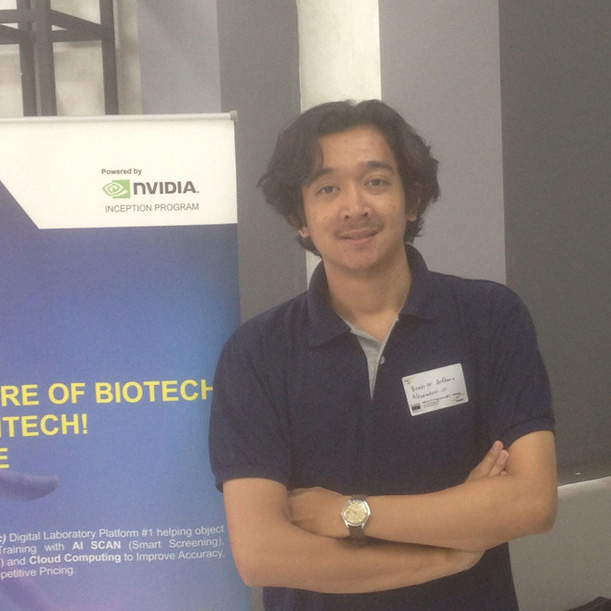 Powered by
NVIDIA.
INCEPTION PROGRAM
RE OF BIOTECH
ITECH!
E
c) Digital Laboratory Platform #1 helping object
Training with AI SCAN (Smart Screening),
) and Cloud Computing to Improve Accuracy,
petitive Pricing.